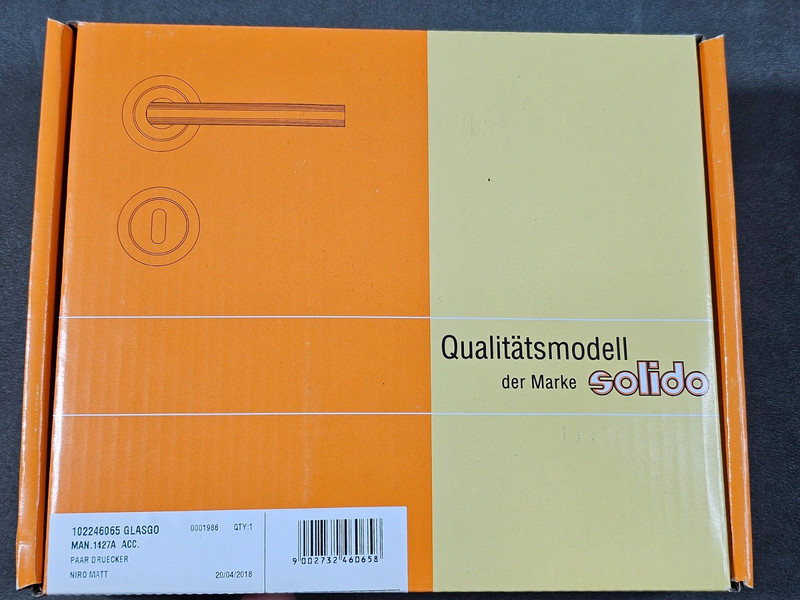 Qualitätsmodell
der Marke solido
102246065 GLASGO 0001986 QTY:1
MAN.1427A ACC.
PAAR DRUECKER
NIRO MATT 20/04/2018
9 002732 460658